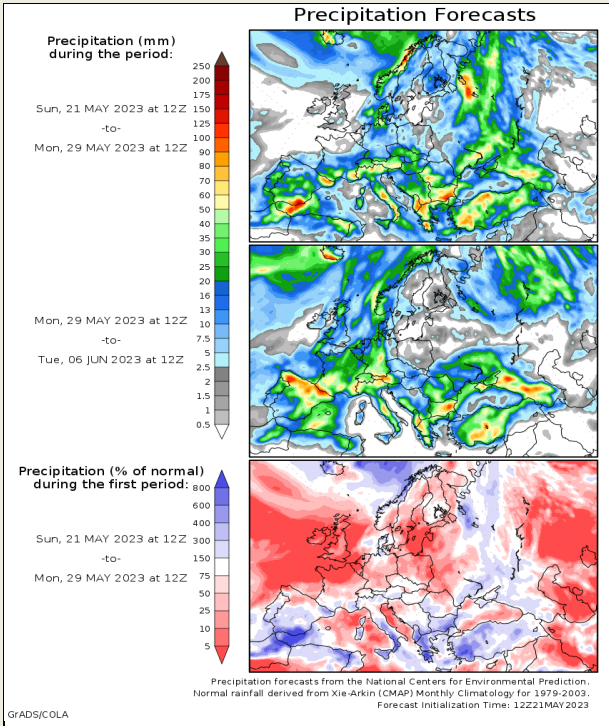 Precipitation Forecasts
Precipitation (mm)
during the period:
250
200
175
150
125
100
90
80
70
60
50
40
35
30
25
20
16
13
10
7.5
5
2.5
2
1.5
1
0.5
Sun, 21 MAY 2023 at 12Z
-to-
Mon, 29 MAY 2023 at 12Z
Mon, 29 MAY 2023 at 12Z
-to-
Tue, 06 JUN 2023 at 12Z
Precipitation (% of normal)
during the first period:
800
600
400
300
150
75
50
25
10
5
Sun, 21 MAY 2023 at 12Z
-to-
Mon, 29 MAY 2023 at 12Z
Precipitation forecasts from the National Centers for Environmental Prediction.
Normal rainfall derived from Xie-Arkin (CMAP) Monthly Climatology for 1979-2003.
Forecast Initialization Time: 12Z21MAY2023
GrADS/COLA